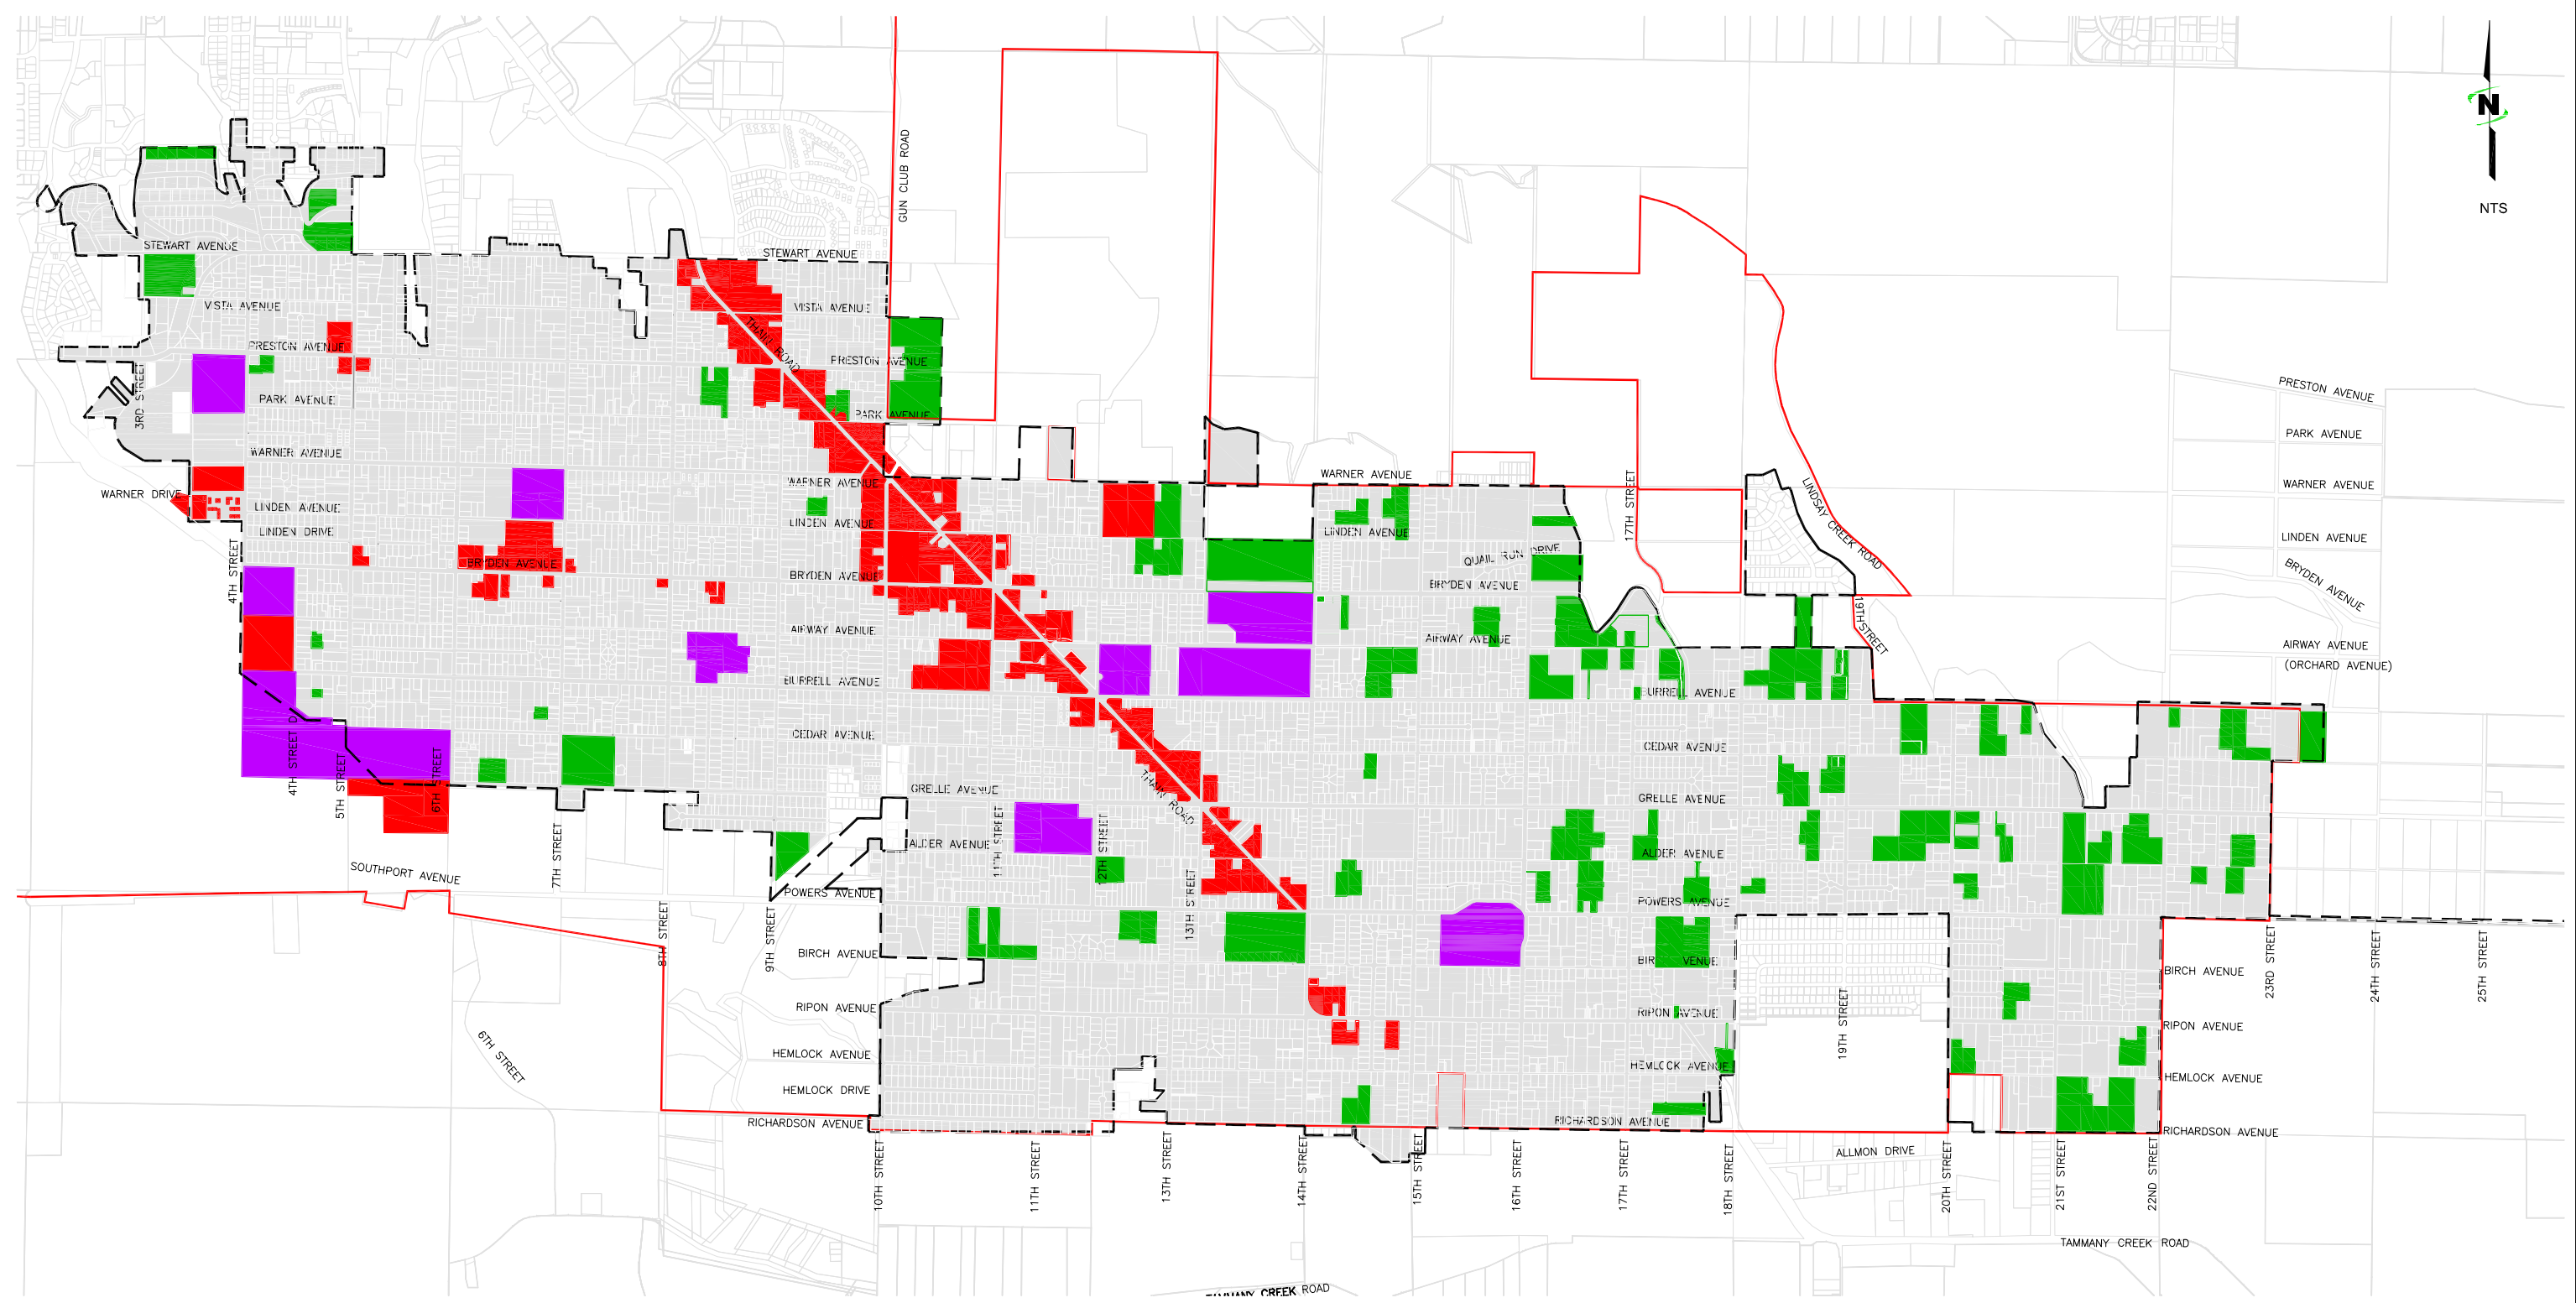 N
NTS
GUN CLUB ROAD
STEWART AVENUE
STEWART AVENUE
VISTA AVENUE
VISTA AVENUE
THAIN ROAD
PRESTON AVENUE
PRESTON AVENUE
PRESTON AVENUE
3RD STREET
PARK AVENUE
PARK AVENUE
PARK AVENUE
WARNER AVENUE
WARNER AVENUE
WARNER AVENUE
WARNER AVENUE
WARNER DRIVE
17TH STREET
LINDSAY CREEK ROAD
LINDEN AVENUE
LINDEN AVENUE
LINDEN AVENUE
LINDEN AVENUE
LINDEN DRIVE
QUAIL RUN DRIVE
4TH STREET
BRYDEN AVENUE
BRYDEN AVENUE
BRYDEN AVENUE
BRYDEN AVENUE
19TH STREET
AIRWAY AVENUE
AIRWAY AVENUE
AIRWAY AVENUE
(ORCHARD AVENUE)
BURRELL AVENUE
BURRELL AVENUE
CEDAR AVENUE
CEDAR AVENUE
4TH STREET D
5TH STREET
6TH STREET
GRELLE AVENUE
GRELLE AVENUE
THAIN ROAD
11TH STREET
12TH STREET
ALDER AVENUE
ALDER AVENUE
7TH STREET
SOUTHPORT AVENUE
POWERS AVENUE
POWERS AVENUE
13TH STREET
8TH STREET
9TH STREET
BIRCH AVENUE
BIR VENUE
BIRCH AVENUE
23RD STREET
24TH STREET
25TH STREET
RIPON AVENUE
RIPON AVENUE
RIPON AVENUE
19TH STREET
6TH STREET
HEMLOCK AVENUE
HEMLOCK AVENUE
HEMLOCK AVENUE
HEMLOCK DRIVE
RICHARDSON AVENUE
RICHARDSON AVENUE
RICHARDSON AVENUE
ALLMON DRIVE
10TH STREET
11TH STREET
13TH STREET
14TH STREET
15TH STREET
16TH STREET
17TH STREET
18TH STREET
20TH STREET
21ST STREET
22ND STREET
TAMMANY CREEK ROAD
TAMMANY CREEK ROAD